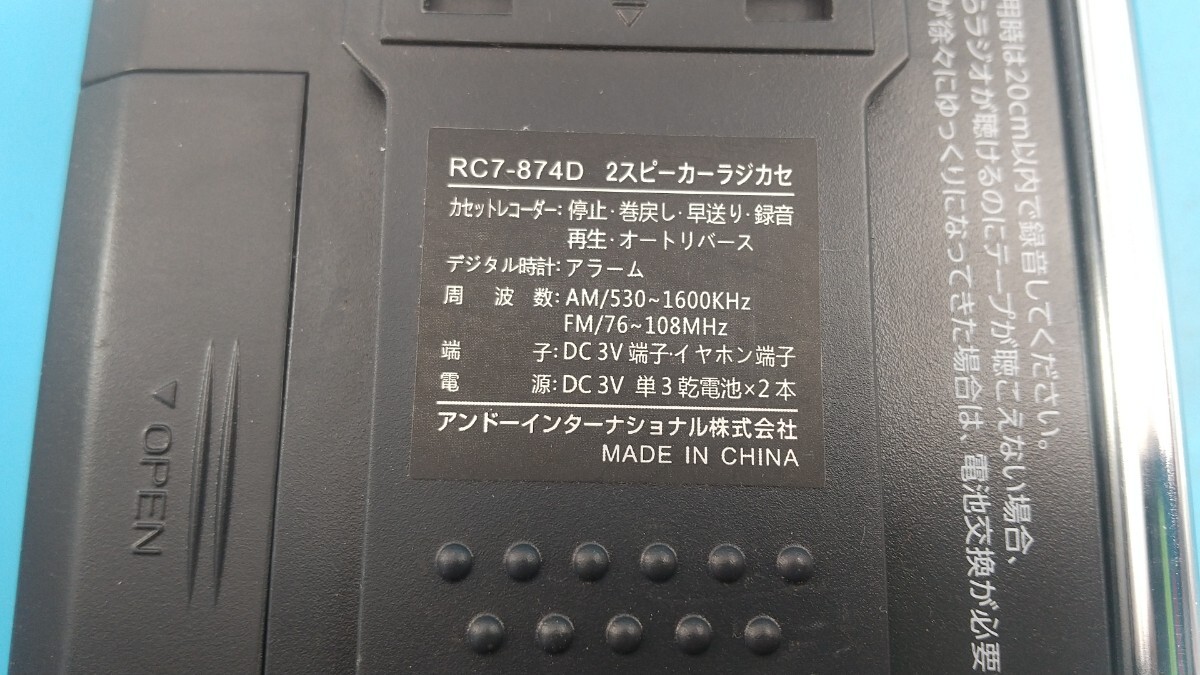 RC7-874D 2スピーカーラジカセ
カセットレコーダー: 停止・巻戻し・早送り・録音
再生・オートリバース
デジタル時計: アラーム
周波数: AM/530~1600KHz
FM/76~108MHz
端子: DC 3V 端子・イヤホン端子
電源: DC 3V 単3乾電池×2本
アンドーインターナショナル株式会社
MADE IN CHINA
OPEN
用時は20cm以内で録音してください。
ラジオが聴けるのにテープが聴こえない場合、
が徐々にゆっくりになってきた場合は、電池交換が必要